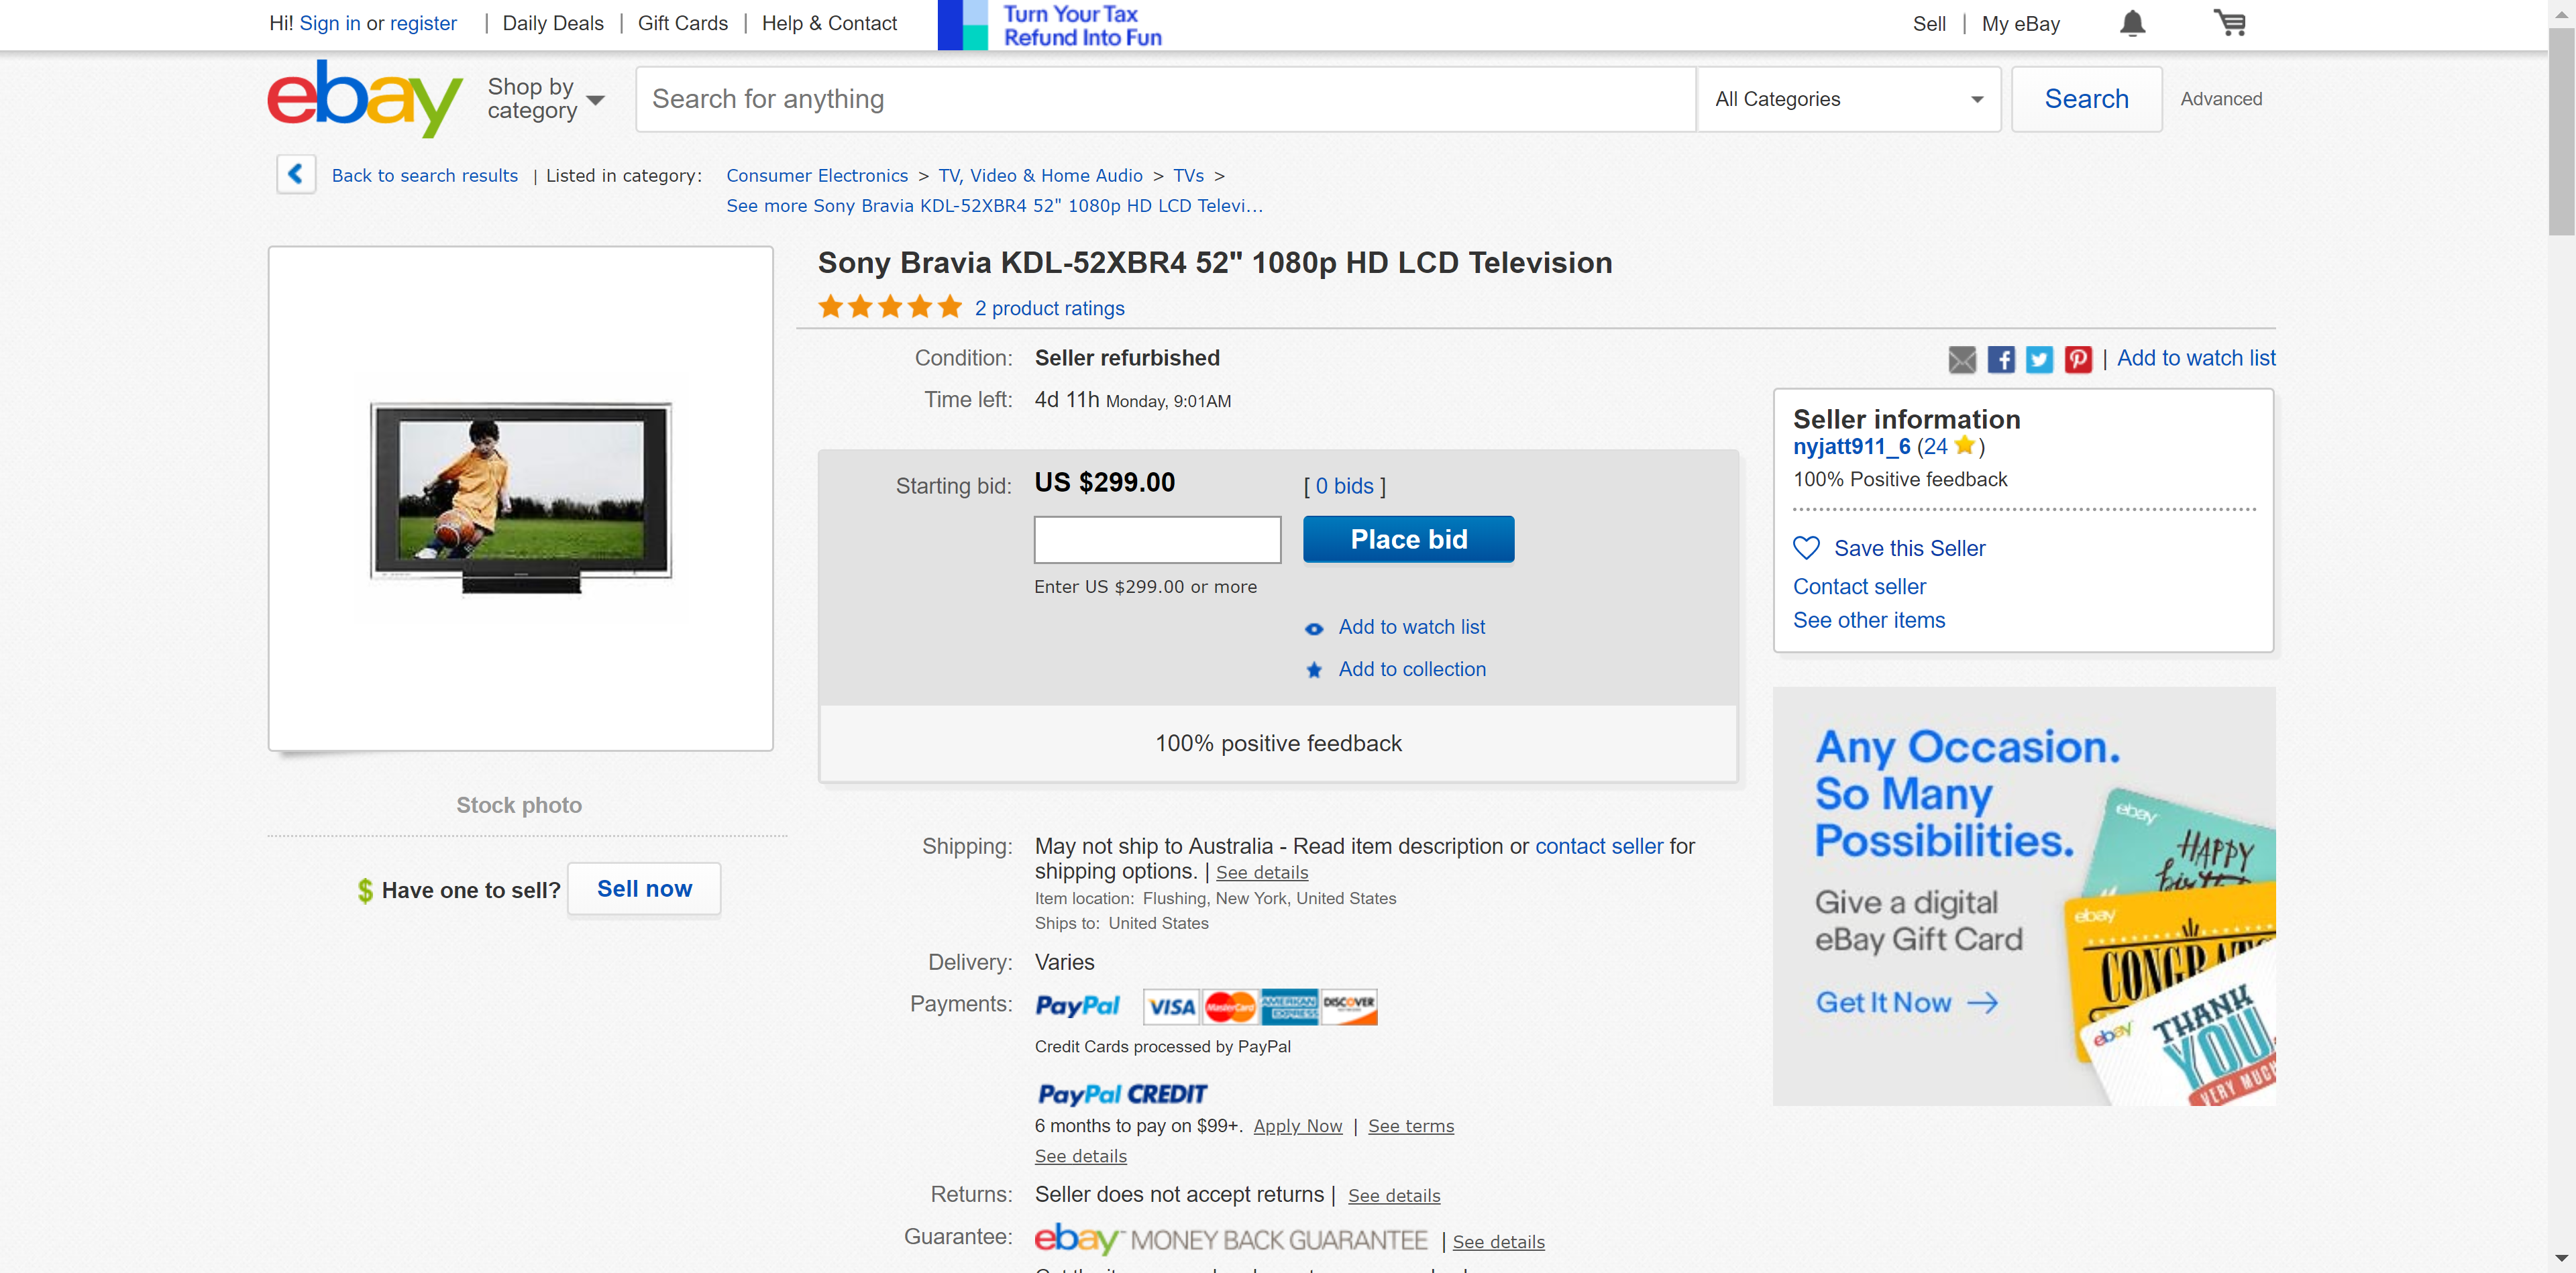 Hi! Sign in or register | Daily Deals | Gift Cards | Help & Contact
Turn Your Tax
Refund Into Fun
Sell | My eBay
ebay
Shop by
category
Search for anything
All Categories
Search
Advanced
Back to search results | Listed in category: Consumer Electronics > TV, Video & Home Audio > TVs >
See more Sony Bravia KDL-52XBR4 52" 1080p HD LCD Televi...
Sony Bravia KDL-52XBR4 52" 1080p HD LCD Television
2 product ratings
Condition: Seller refurbished
Time left: 4d 11h Monday, 9:01AM
Starting bid: US $299.00 [ 0 bids ]
Place bid
Enter US $299.00 or more
Add to watch list
Add to collection
100% positive feedback
Stock photo
$ Have one to sell? Sell now
Shipping: May not ship to Australia - Read item description or contact seller for
shipping options. | See details
Item location: Flushing, New York, United States
Ships to: United States
Delivery: Varies
Payments: PayPal VISA MasterCard AMERICAN EXPRESS DISCOVER
Credit Cards processed by PayPal
PayPal CREDIT
6 months to pay on $99+. Apply Now | See terms
See details
Returns: Seller does not accept returns | See details
Guarantee: ebay™ MONEY BACK GUARANTEE | See details
| Add to watch list
Seller information
nyjatt911_6 (24 )
100% Positive feedback
Save this Seller
Contact seller
See other items
Any Occasion.
So Many
Possibilities.
Give a digital
eBay Gift Card
Get It Now →
ebay
HAPPY
birthday
ebay
ebay
THANK
YOU
VERY MUCH